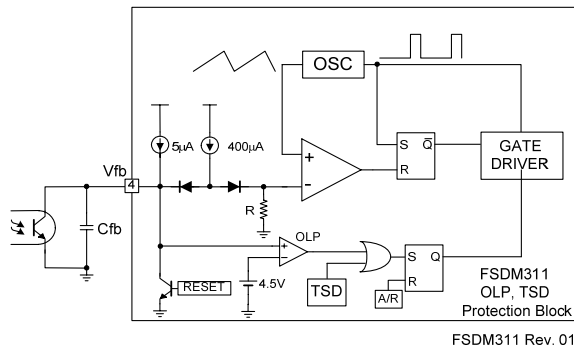 OSC
5µA
400µA
Vfb
4
+
S
Q̅
GATE
DRIVER
−
R
Cfb
R
OLP
+
−
S
Q
FSDM311
RESET
4.5V
TSD
R
OLP, TSD
A/R
Protection Block
FSDM311 Rev. 01